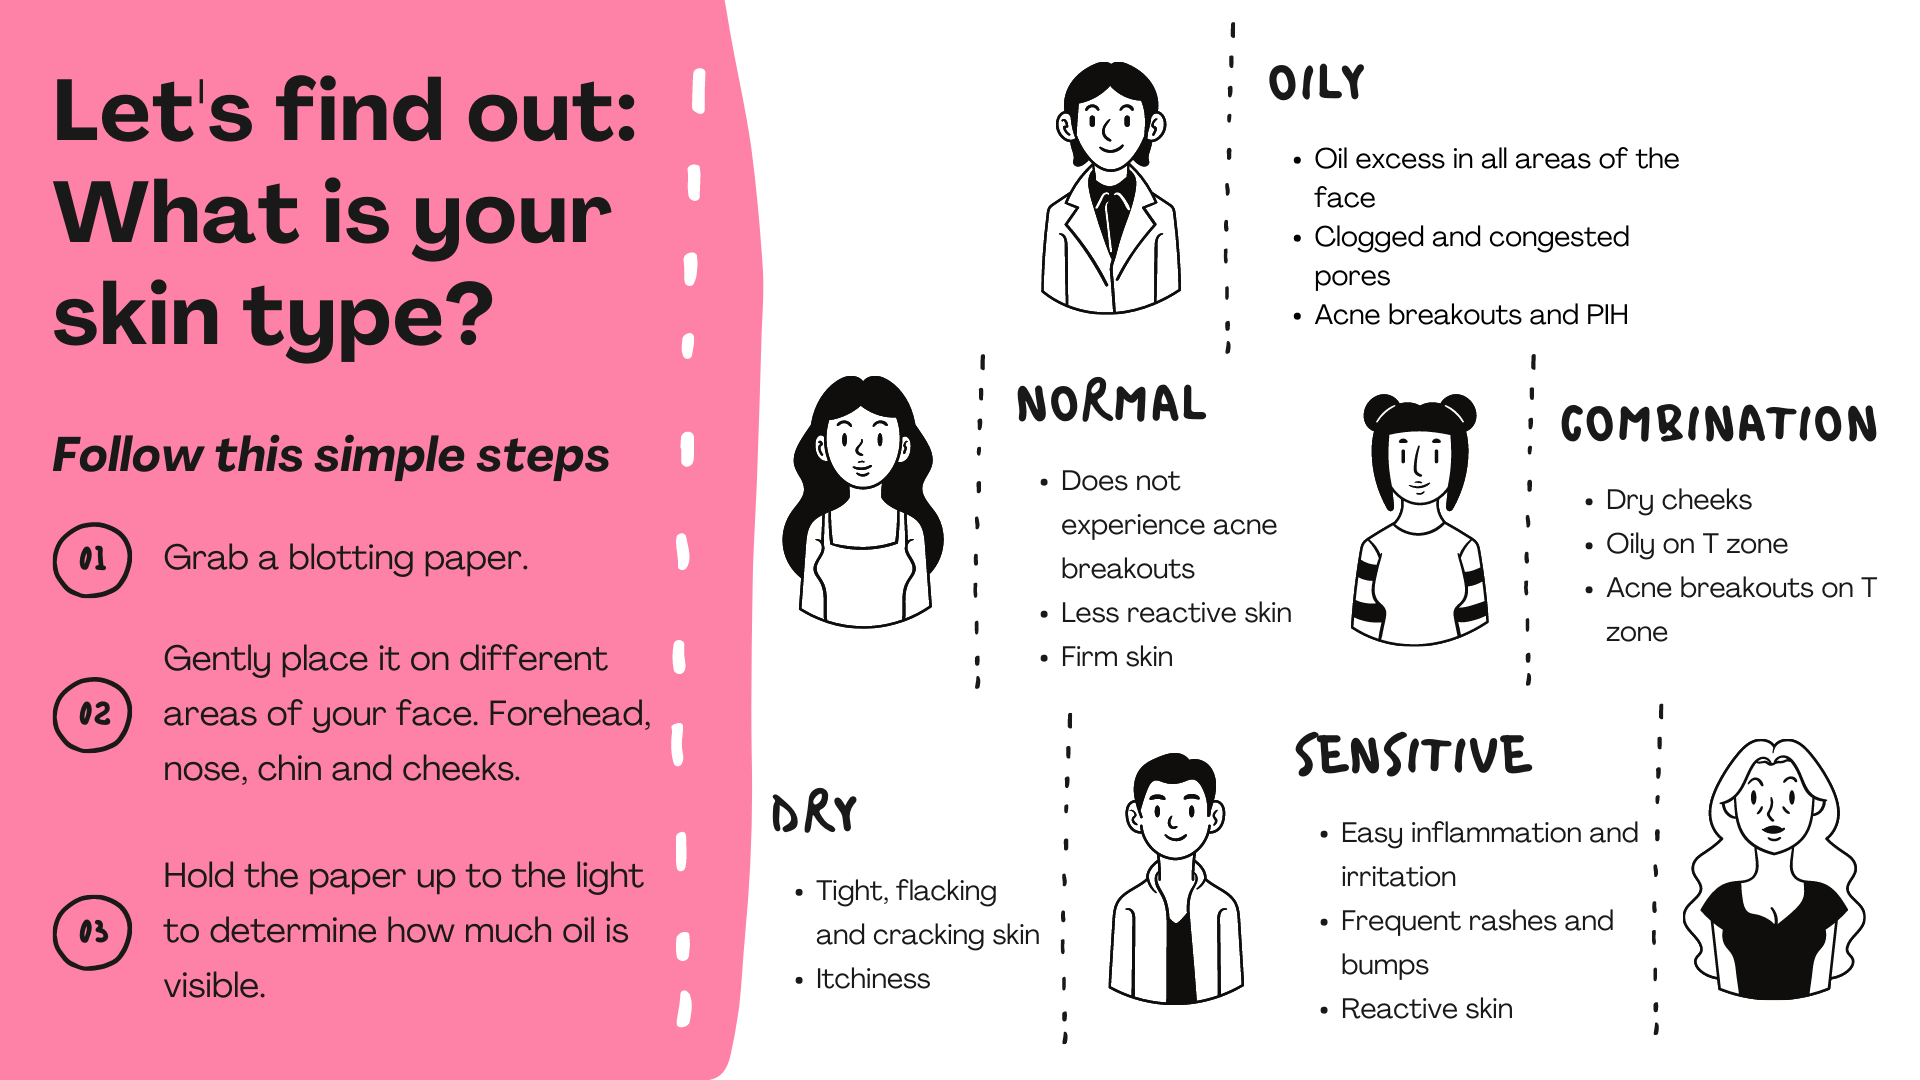 Let's find out:
What is your
skin type?
Follow this simple steps
01
Grab a blotting paper.
02
Gently place it on different
areas of your face. Forehead,
nose, chin and cheeks.
03
Hold the paper up to the light
to determine how much oil is
visible.
OILY
• Oil excess in all areas of the
face
• Clogged and congested
pores
• Acne breakouts and PIH
NORMAL
• Does not
experience acne
breakouts
• Less reactive skin
• Firm skin
COMBINATION
• Dry cheeks
• Oily on T zone
• Acne breakouts on T
zone
DRY
• Tight, flacking
and cracking skin
• Itchiness
SENSITIVE
• Easy inflammation and
irritation
• Frequent rashes and
bumps
• Reactive skin